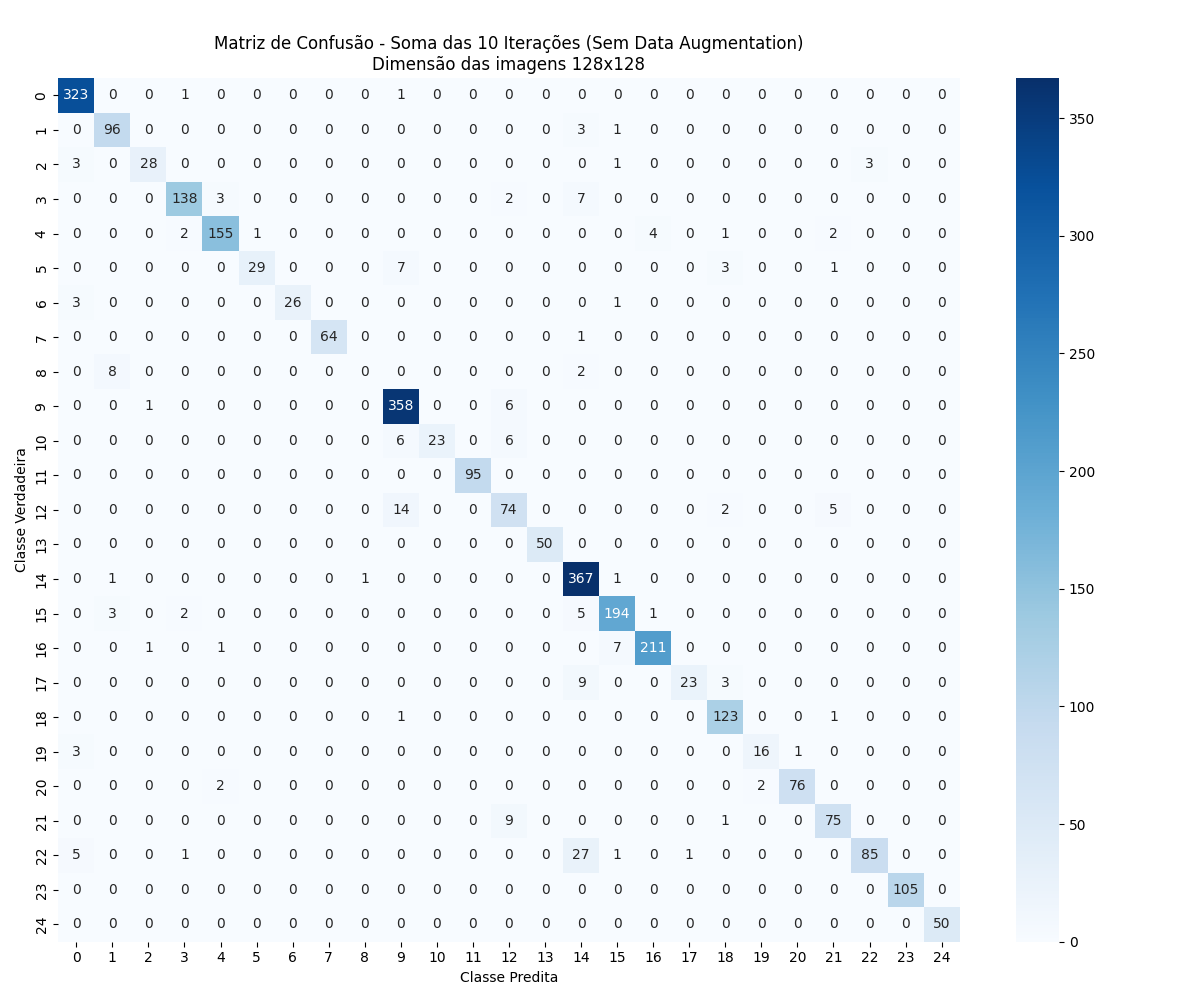 Matriz de Confusão - Soma das 10 Iterações (Sem Data Augmentation)
Dimensão das imagens 128x128
0 323 0 0 1 0 0 0 0 0 1 0 0 0 0 0 0 0 0 0 0 0 0 0 0 0
1 0 96 0 0 0 0 0 0 0 0 0 0 0 0 3 1 0 0 0 0 0 0 0 0 0
2 3 0 28 0 0 0 0 0 0 0 0 0 0 0 0 1 0 0 0 0 0 0 3 0 0
3 0 0 0 138 3 0 0 0 0 0 0 0 2 0 7 0 0 0 0 0 0 0 0 0 0
4 0 0 0 2 155 1 0 0 0 0 0 0 0 0 0 0 4 0 1 0 0 2 0 0 0
5 0 0 0 0 0 29 0 0 0 7 0 0 0 0 0 0 0 0 3 0 0 1 0 0 0
6 3 0 0 0 0 0 26 0 0 0 0 0 0 0 0 1 0 0 0 0 0 0 0 0 0
7 0 0 0 0 0 0 0 64 0 0 0 0 0 0 1 0 0 0 0 0 0 0 0 0 0
8 0 8 0 0 0 0 0 0 0 0 0 0 0 0 2 0 0 0 0 0 0 0 0 0 0
9 0 0 1 0 0 0 0 0 0 358 0 0 6 0 0 0 0 0 0 0 0 0 0 0 0
10 0 0 0 0 0 0 0 0 0 6 23 0 6 0 0 0 0 0 0 0 0 0 0 0 0
11 0 0 0 0 0 0 0 0 0 0 0 95 0 0 0 0 0 0 0 0 0 0 0 0 0
12 0 0 0 0 0 0 0 0 0 14 0 0 74 0 0 0 0 0 2 0 0 5 0 0 0
13 0 0 0 0 0 0 0 0 0 0 0 0 0 50 0 0 0 0 0 0 0 0 0 0 0
14 0 1 0 0 0 0 0 0 1 0 0 0 0 0 367 1 0 0 0 0 0 0 0 0 0
15 0 3 0 2 0 0 0 0 0 0 0 0 0 0 5 194 1 0 0 0 0 0 0 0 0
16 0 0 1 0 1 0 0 0 0 0 0 0 0 0 0 7 211 0 0 0 0 0 0 0 0
17 0 0 0 0 0 0 0 0 0 0 0 0 0 0 9 0 0 23 3 0 0 0 0 0 0
18 0 0 0 0 0 0 0 0 0 1 0 0 0 0 0 0 0 0 123 0 0 1 0 0 0
19 3 0 0 0 0 0 0 0 0 0 0 0 0 0 0 0 0 0 0 16 1 0 0 0 0
20 0 0 0 0 2 0 0 0 0 0 0 0 0 0 0 0 0 0 0 2 76 0 0 0 0
21 0 0 0 0 0 0 0 0 0 0 0 0 9 0 0 0 0 0 1 0 0 75 0 0 0
22 5 0 0 1 0 0 0 0 0 0 0 0 0 0 27 1 0 1 0 0 0 0 85 0 0
23 0 0 0 0 0 0 0 0 0 0 0 0 0 0 0 0 0 0 0 0 0 0 0 105 0
24 0 0 0 0 0 0 0 0 0 0 0 0 0 0 0 0 0 0 0 0 0 0 0 0 50
0 1 2 3 4 5 6 7 8 9 10 11 12 13 14 15 16 17 18 19 20 21 22 23 24
Classe Predita
Classe Verdadeira
350
300
250
200
150
100
50
0